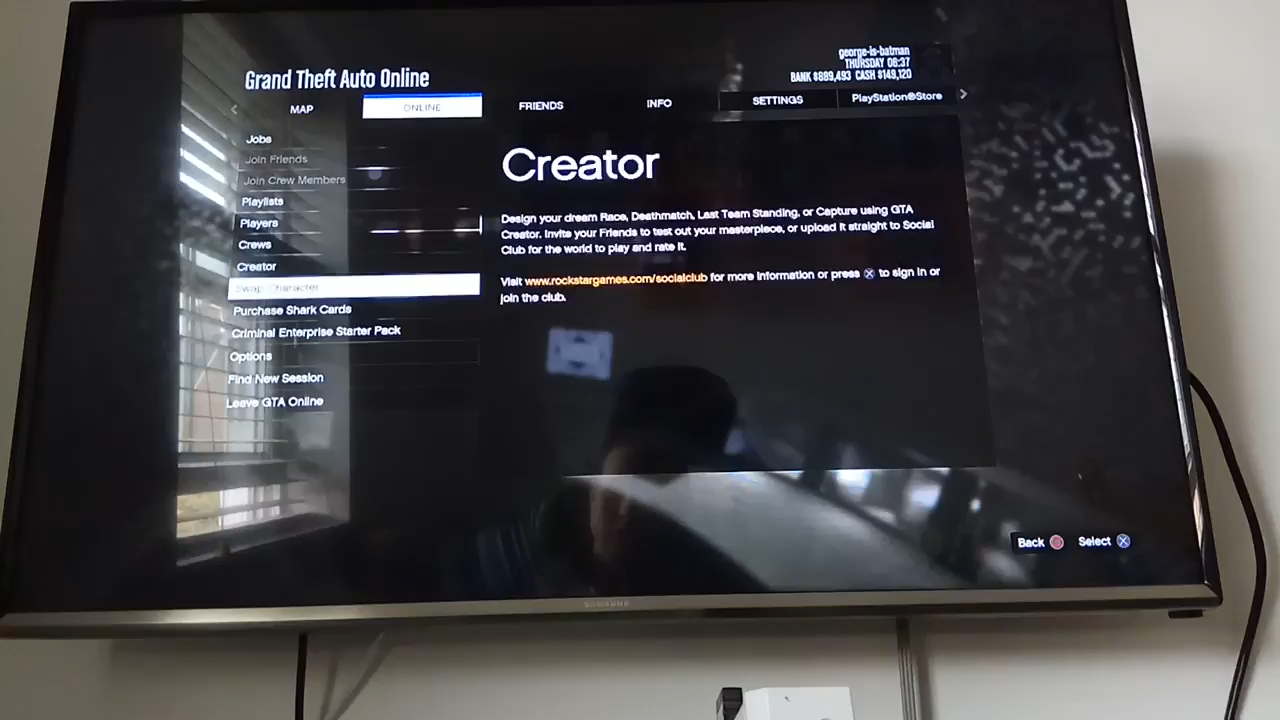 Grand Theft Auto Online
george-is-batman
THURSDAY 06:37
BANK $889,493 CASH $149,120
MAP
ONLINE
FRIENDS
INFO
SETTINGS
PlayStation®Store
Jobs
Join Friends
Join Crew Members
Playlists
Players
Crews
Creator
Swap Character
Purchase Shark Cards
Criminal Enterprise Starter Pack
Options
Find New Session
Leave GTA Online
Creator
Design your dream Race, Deathmatch, Last Team Standing, or Capture using GTA
Creator. Invite your Friends to test out your masterpiece, or upload it straight to Social
Club for the world to play and rate it.
Visit www.rockstargames.com/socialclub for more information or press ⓧ to sign in or
join the club.
Back Select
SAMSUNG